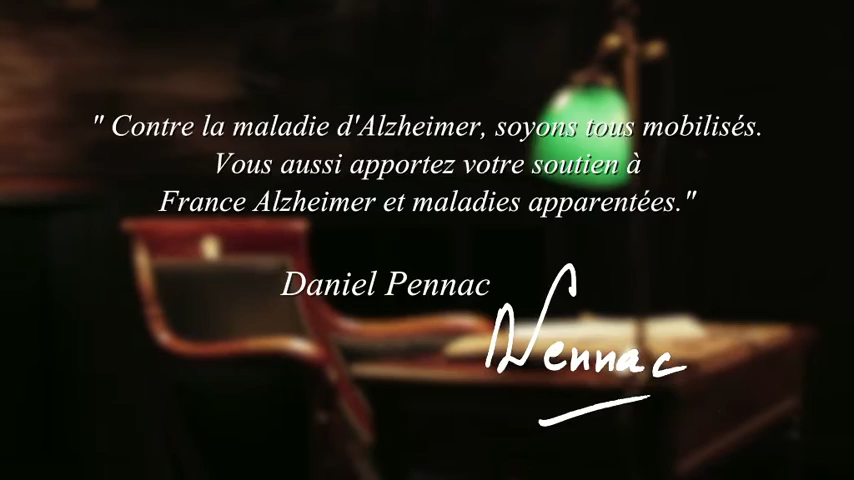 " Contre la maladie d'Alzheimer, soyons tous mobilisés.
Vous aussi apportez votre soutien à
France Alzheimer et maladies apparentées."
Daniel Pennac
DPennac